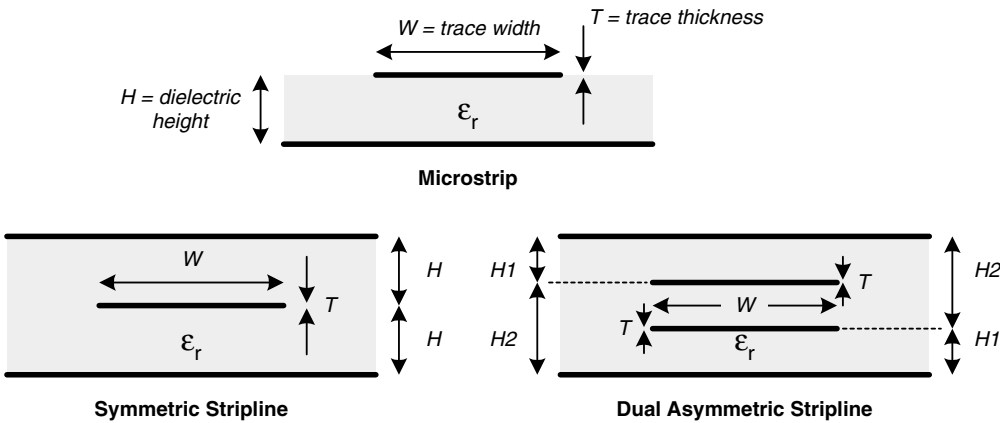 W = trace width
T = trace thickness
H = dielectric
height
εr
Microstrip
W
T
H
H
εr
Symmetric Stripline
H1
H2
T
W
T
εr
H2
H1
Dual Asymmetric Stripline